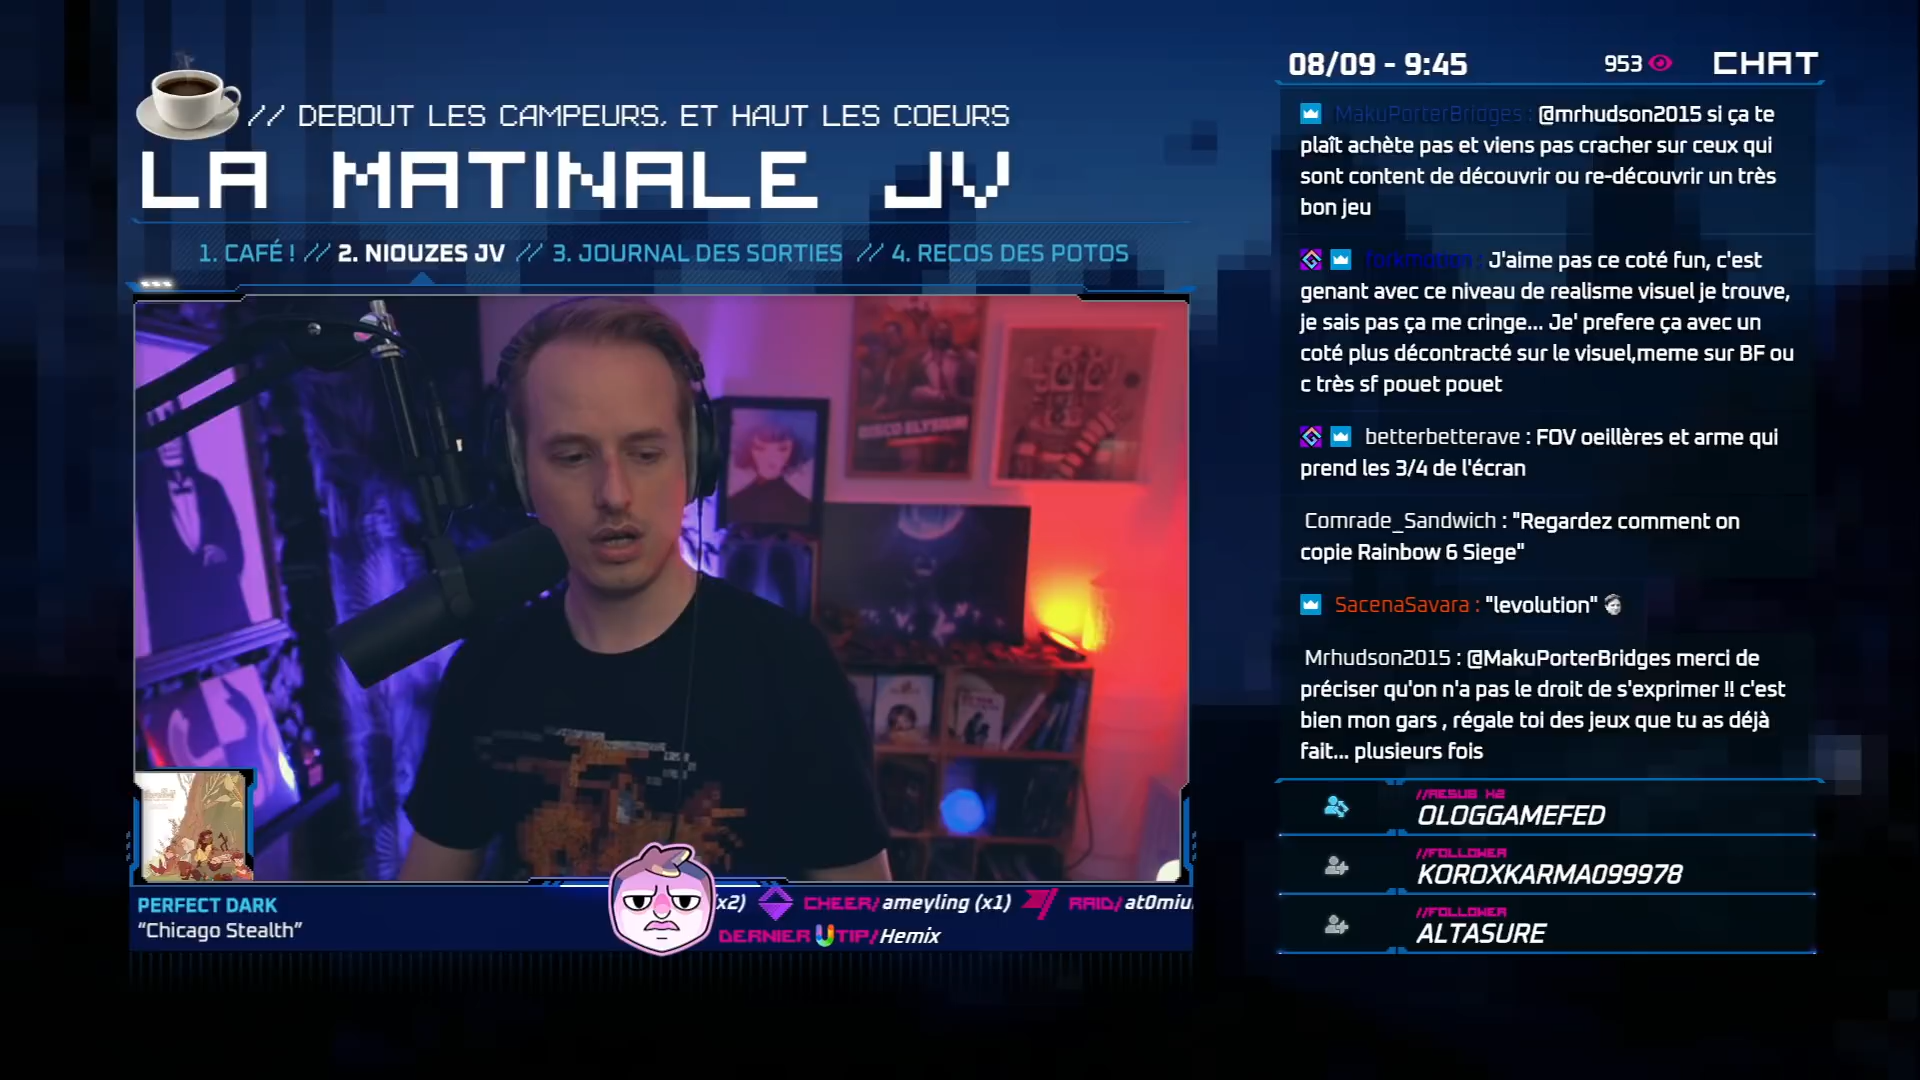 // DEBOUT LES CAMPEURS, ET HAUT LES COEURS
LA MATINALE JV
1. CAFÉ ! // 2. NIOUZES JV // 3. JOURNAL DES SORTIES // 4. RECOS DES POTOS
DISCO ELYSIUM
PERFECT DARK
“Chicago Stealth”
x2) CHEER/ ameyling (x1) RAID/ at0miu
DERNIER UTIP/ Hemix
08/09 - 9:45 953 CHAT
MakuPorterBridges : @mrhudson2015 si ça te
plaît achète pas et viens pas cracher sur ceux qui
sont content de découvrir ou re-découvrir un très
bon jeu
J'aime pas ce coté fun, c'est
genant avec ce niveau de realisme visuel je trouve,
je sais pas ça me cringe... Je' prefere ça avec un
coté plus décontracté sur le visuel,meme sur BF ou
c très sf pouet pouet
betterbetterave : FOV oeillères et arme qui
prend les 3/4 de l'écran
Comrade_Sandwich : "Regardez comment on
copie Rainbow 6 Siege"
SacenaSavara : "levolution"
Mrhudson2015 : @MakuPorterBridges merci de
préciser qu'on n'a pas le droit de s'exprimer !! c'est
bien mon gars , régale toi des jeux que tu as déjà
fait... plusieurs fois
//RESUB X2
OLOGGAMEFED
//FOLLOWER
KOROXKARMA099978
//FOLLOWER
ALTASURE